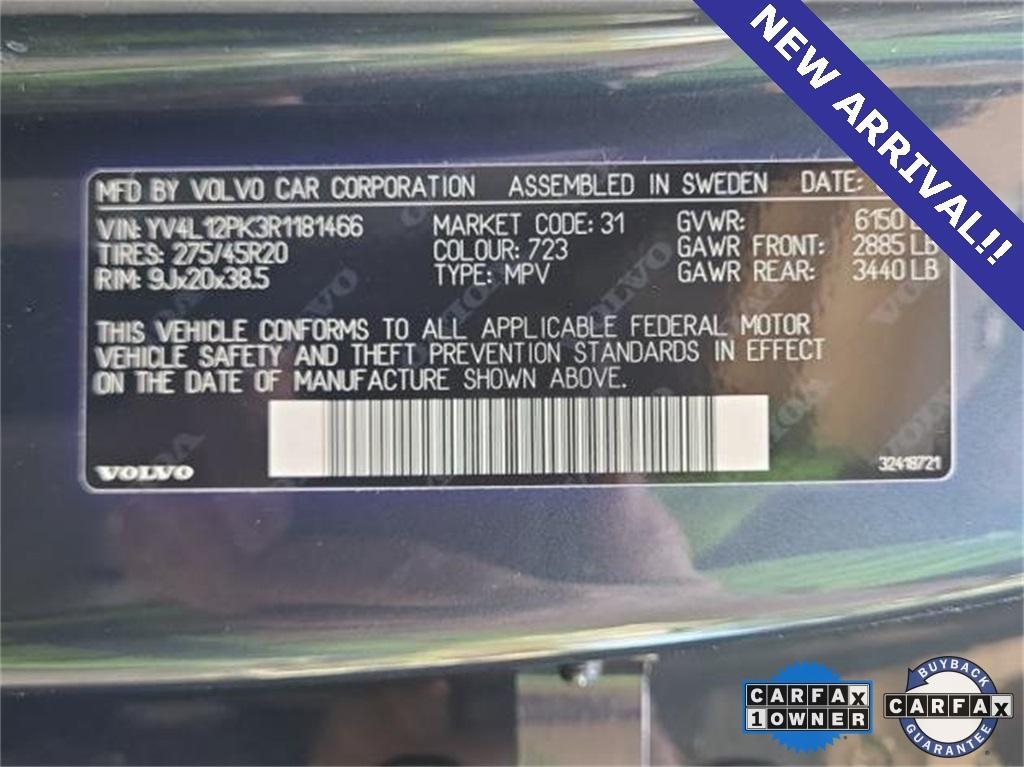 NEW ARRIVAL!!
MFD BY VOLVO CAR CORPORATION ASSEMBLED IN SWEDEN DATE:
VIN: YV4L12PK3R1181466 MARKET CODE: 31 GVWR: 6150
TIRES: 275/45R20 COLOUR: 723 GAWR FRONT: 2885 LB
RIM: 9Jx20x38.5 TYPE: MPV GAWR REAR: 3440 LB
THIS VEHICLE CONFORMS TO ALL APPLICABLE FEDERAL MOTOR
VEHICLE SAFETY AND THEFT PREVENTION STANDARDS IN EFFECT
ON THE DATE OF MANUFACTURE SHOWN ABOVE.
VOLVO 32418721
CARFAX
1 OWNER
BUYBACK
CARFAX
GUARANTEE